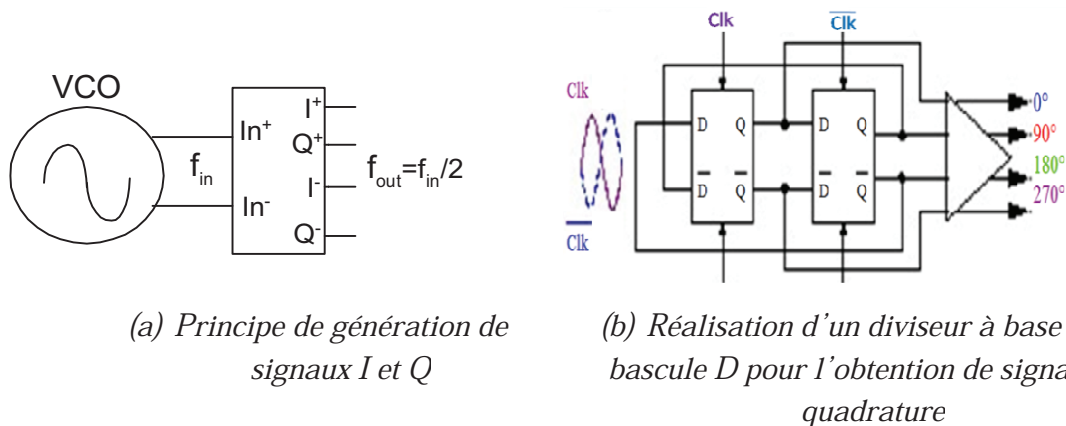 VCO
In+
In-
fin
I+
Q+
I-
Q-
fout=fin/2
(a) Principe de génération de
signaux I et Q
Clk
Clk
Clk
Clk
D Q
D Q
D Q
D Q
0°
90°
180°
270°
(b) Réalisation d'un diviseur à base
bascule D pour l'obtention de signa
quadrature